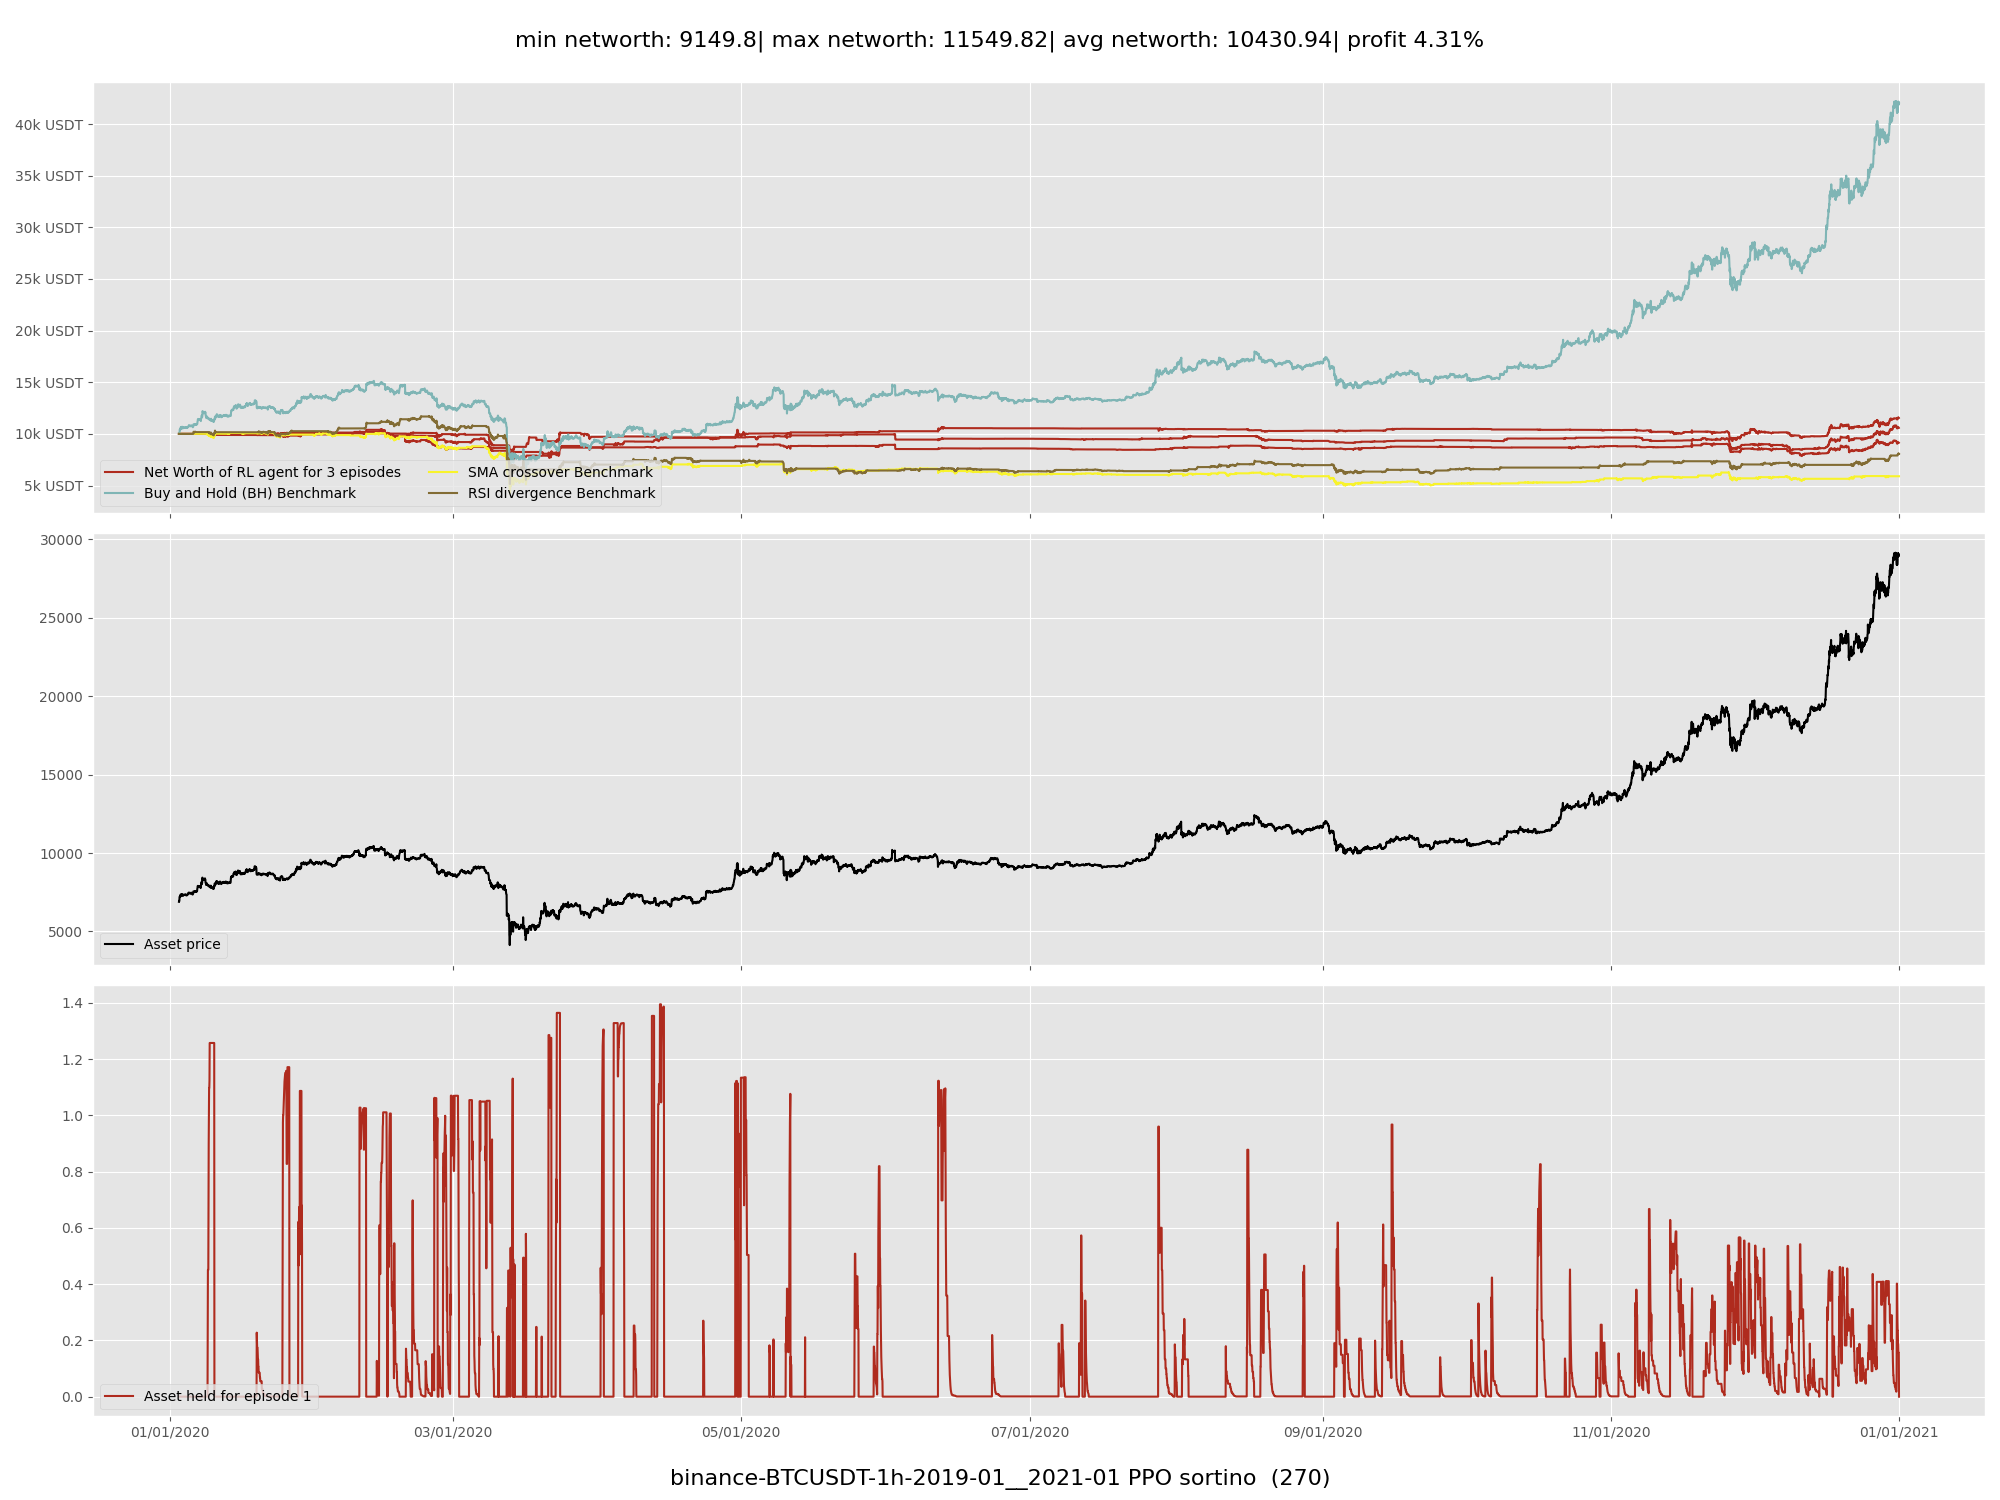 min networth: 9149.8| max networth: 11549.82| avg networth: 10430.94| profit 4.31%
40k USDT
35k USDT
30k USDT
25k USDT
20k USDT
15k USDT
10k USDT
5k USDT
Net Worth of RL agent for 3 episodes
Buy and Hold (BH) Benchmark
SMA crossover Benchmark
RSI divergence Benchmark
30000
25000
20000
15000
10000
5000
Asset price
1.4
1.2
1.0
0.8
0.6
0.4
0.2
0.0
Asset held for episode 1
01/01/2020 03/01/2020 05/01/2020 07/01/2020 09/01/2020 11/01/2020 01/01/2021
binance-BTCUSDT-1h-2019-01__2021-01 PPO sortino (270)